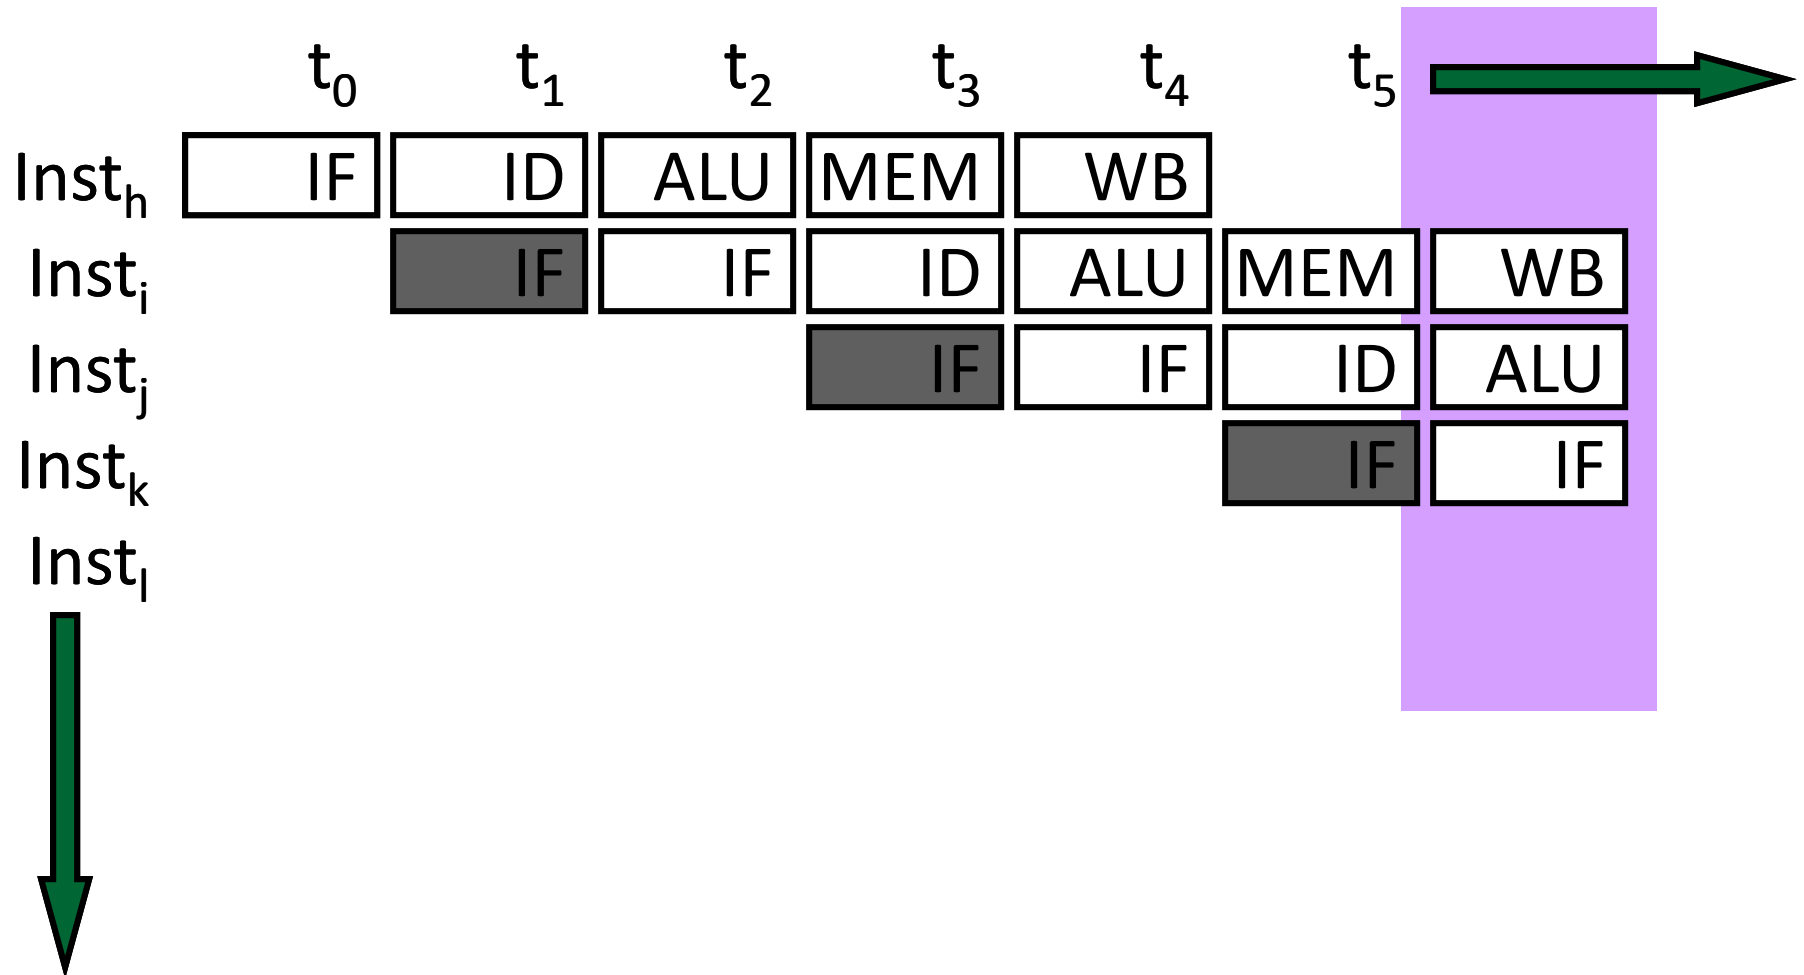 t0 t1 t2 t3 t4 t5
Insth IF ID ALU MEM WB
Insti IF IF ID ALU MEM WB
Instj IF IF ID ALU
Instk IF IF
Instl